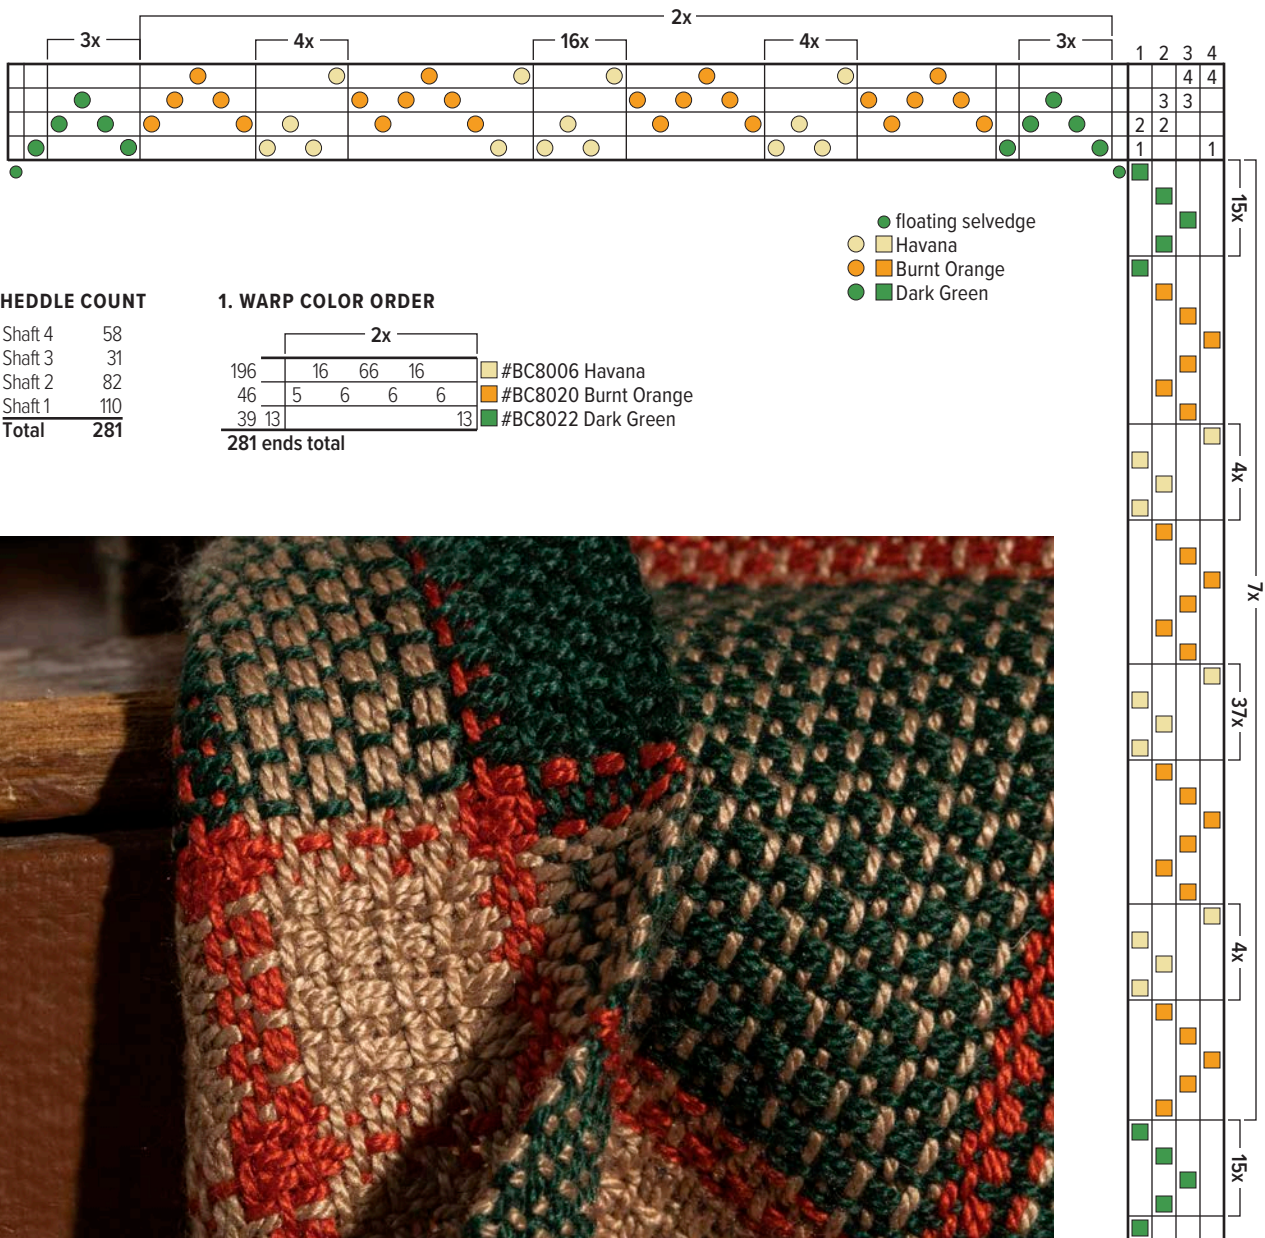 2x
3x 4x 16x 4x 3x
1 2 3 4
4 4
3 3
2 2
1 1
15x
floating selvedge
Havana
Burnt Orange
Dark Green
HEDDLE COUNT
Shaft 4 58
Shaft 3 31
Shaft 2 82
Shaft 1 110
Total 281
1. WARP COLOR ORDER
2x
196 16 66 16 #BC8006 Havana
46 5 6 6 6 #BC8020 Burnt Orange
39 13 13 #BC8022 Dark Green
281 ends total
4x
7x
37x
4x
15x